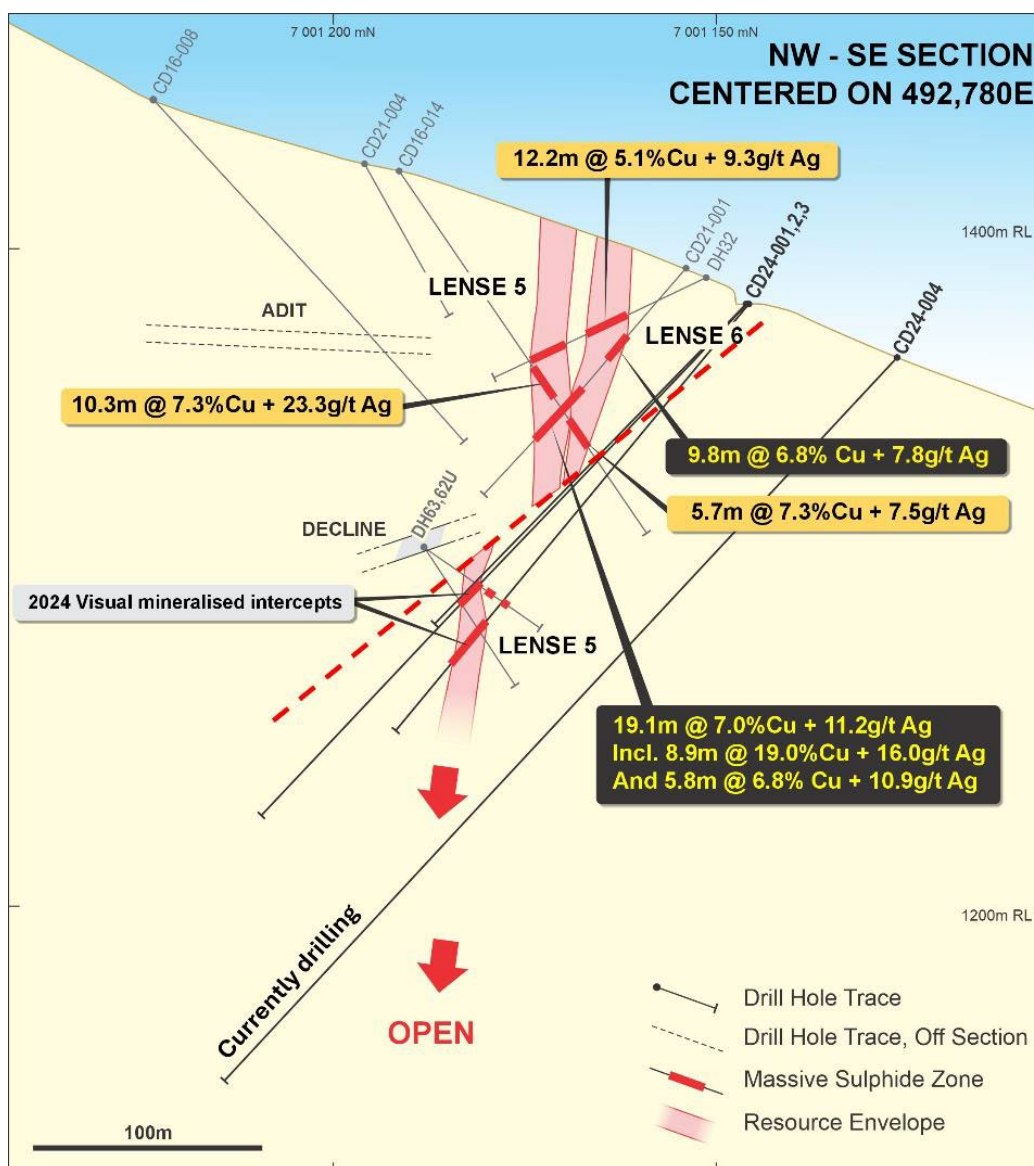 7 001 200 mN
7 001 150 mN
NW - SE SECTION
CENTERED ON 492,780E
CD16-008
CD21-004
CD16-014
12.2m @ 5.1%Cu + 9.3g/t Ag
CD21-001
DH32
CD24-001,2,3
1400m RL
CD24-004
LENSE 5
ADIT
LENSE 6
10.3m @ 7.3%Cu + 23.3g/t Ag
9.8m @ 6.8% Cu + 7.8g/t Ag
5.7m @ 7.3%Cu + 7.5g/t Ag
DH63,62U
DECLINE
2024 Visual mineralised intercepts
LENSE 5
19.1m @ 7.0%Cu + 11.2g/t Ag
Incl. 8.9m @ 19.0%Cu + 16.0g/t Ag
And 5.8m @ 6.8% Cu + 10.9g/t Ag
1200m RL
Currently drilling
OPEN
Drill Hole Trace
Drill Hole Trace, Off Section
Massive Sulphide Zone
Resource Envelope
100m